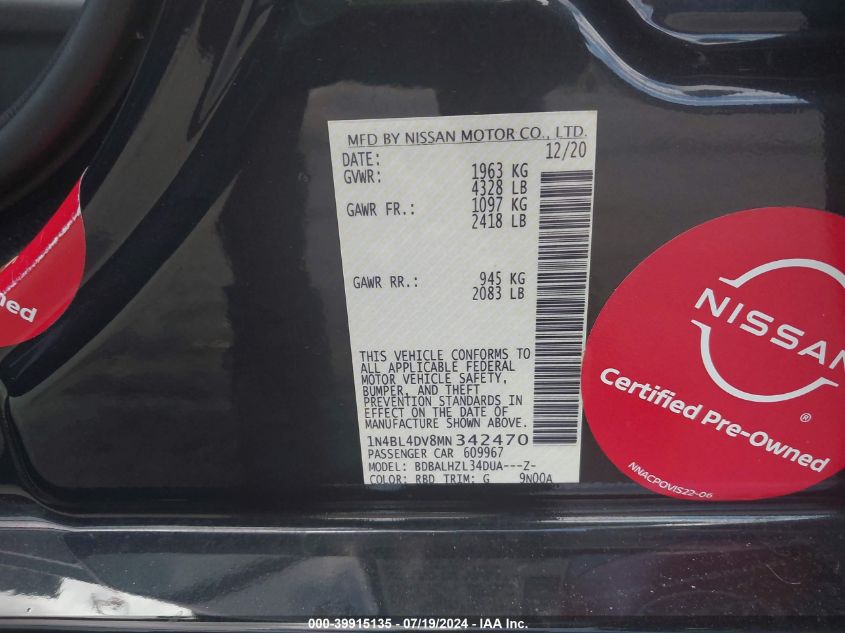 MFD BY NISSAN MOTOR CO., LTD.
DATE: 12/20
GVWR: 1963 KG
4328 LB
GAWR FR.: 1097 KG
2418 LB
GAWR RR.: 945 KG
2083 LB
THIS VEHICLE CONFORMS TO
ALL APPLICABLE FEDERAL
MOTOR VEHICLE SAFETY,
BUMPER, AND THEFT
PREVENTION STANDARDS IN
EFFECT ON THE DATE OF
MANUFACTURE SHOWN ABOVE.
1N4BL4DV8MN342470
PASSENGER CAR 609967
MODEL: BDBALHZL34DUA---Z-
COLOR: RBD TRIM: G 9N00A
ned
NISSAN
®
Certified Pre-Owned
NNACPOVIS22-06
000-39915135 - 07/19/2024 - IAA Inc.